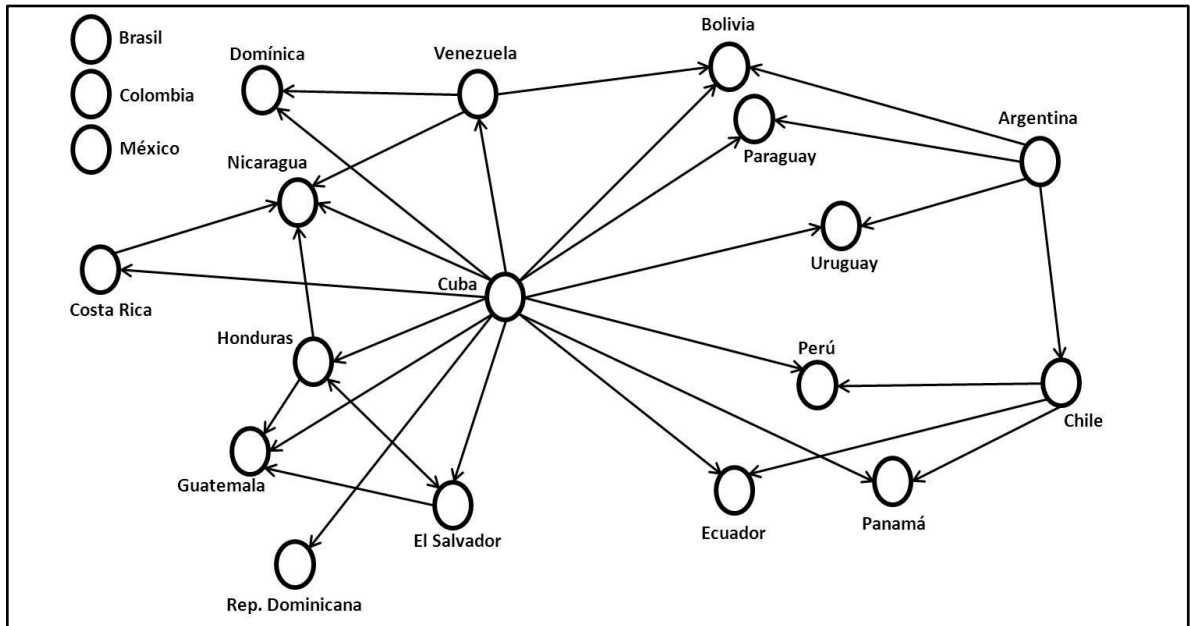 Brasil
Colombia
México
Domínica
Venezuela
Bolivia
Argentina
Paraguay
Nicaragua
Uruguay
Cuba
Costa Rica
Honduras
Perú
Chile
Guatemala
El Salvador
Ecuador
Panamá
Rep. Dominicana